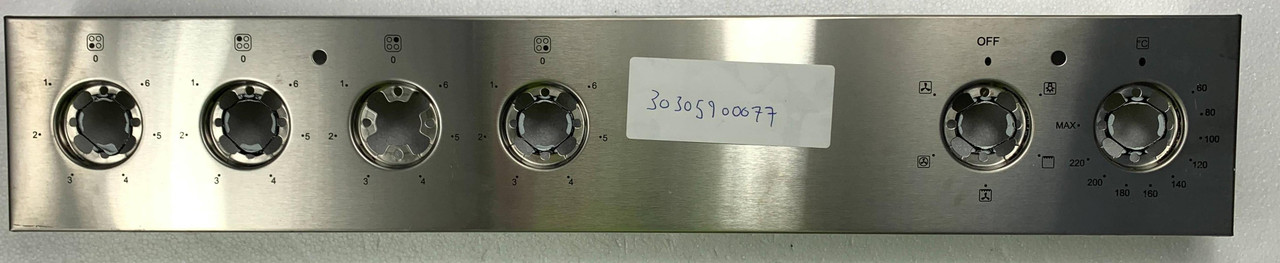 0 0 0 0 OFF °C
1 6 1 6 1 6 1 6 60
2 5 2 5 2 5 2 5 MAX 80
3 4 3 4 3 4 3 4 220 100
200 180 160 140 120
30305900077